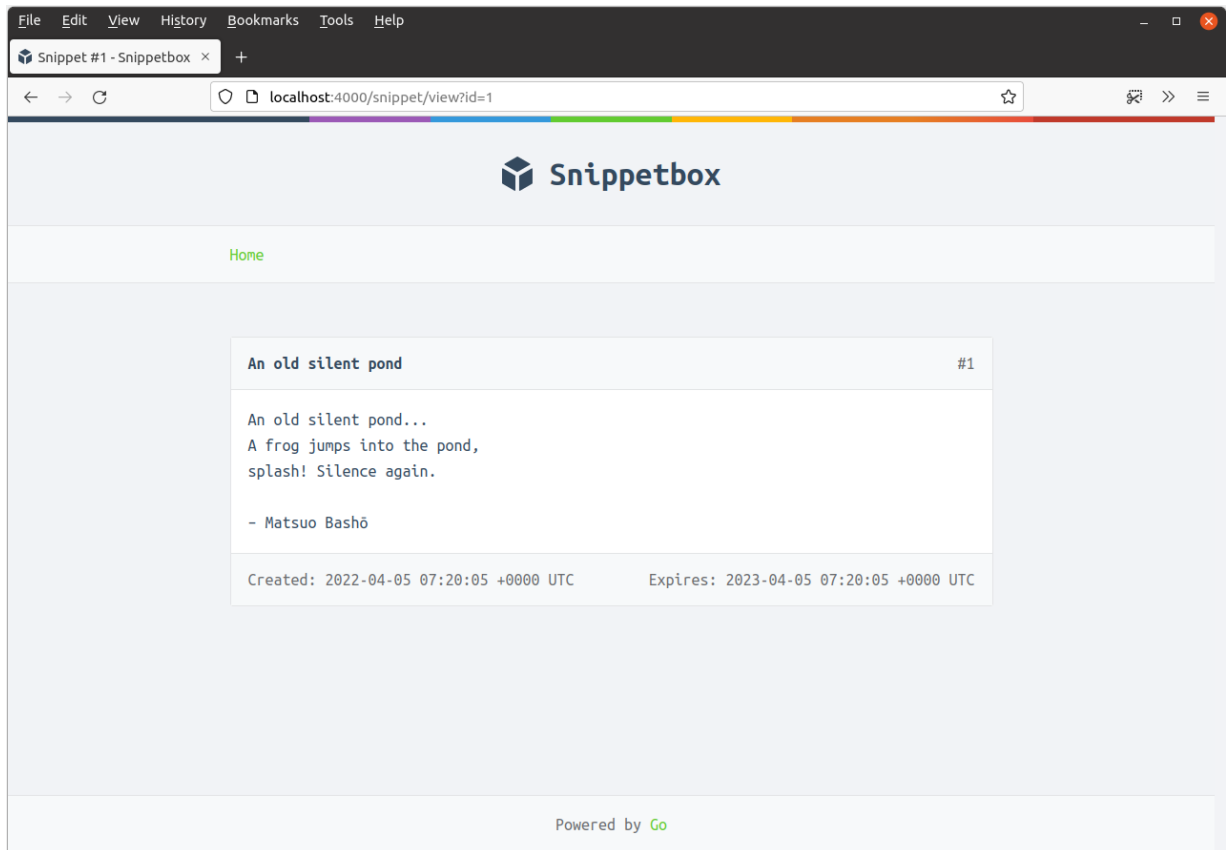 File Edit View History Bookmarks Tools Help
Snippet #1 - Snippetbox
localhost:4000/snippet/view?id=1
Snippetbox
Home
An old silent pond #1
An old silent pond...
A frog jumps into the pond,
splash! Silence again.
– Matsuo Bashō
Created: 2022-04-05 07:20:05 +0000 UTC Expires: 2023-04-05 07:20:05 +0000 UTC
Powered by Go